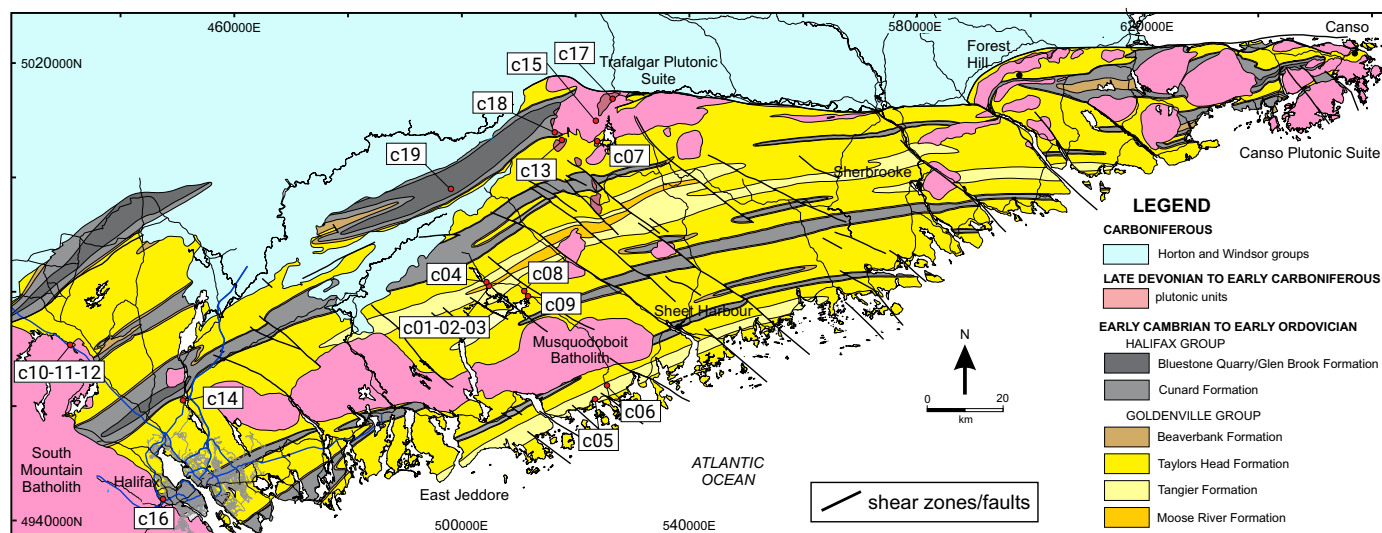 460000E
580000E
620000E
Canso
5020000N
c17
c15
Trafalgar Plutonic
Suite
Forest
Hill
c18
c19
c13
c07
Canso Plutonic Suite
Sherbrooke
LEGEND
CARBONIFEROUS
Horton and Windsor groups
LATE DEVONIAN TO EARLY CARBONIFEROUS
plutonic units
EARLY CAMBRIAN TO EARLY ORDOVICIAN
HALIFAX GROUP
Bluestone Quarry/Glen Brook Formation
Cunard Formation
GOLDENVILLE GROUP
Beaverbank Formation
Taylors Head Formation
Tangier Formation
Moose River Formation
c04
c08
c09
c01-02-03
Sheet Harbour
Musquodoboit
Batholith
N
0
20
km
c10-11-12
c14
c06
c05
South
Mountain
Batholith
Halifax
c16
East Jeddore
ATLANTIC
OCEAN
shear zones/faults
4940000N
500000E
540000E